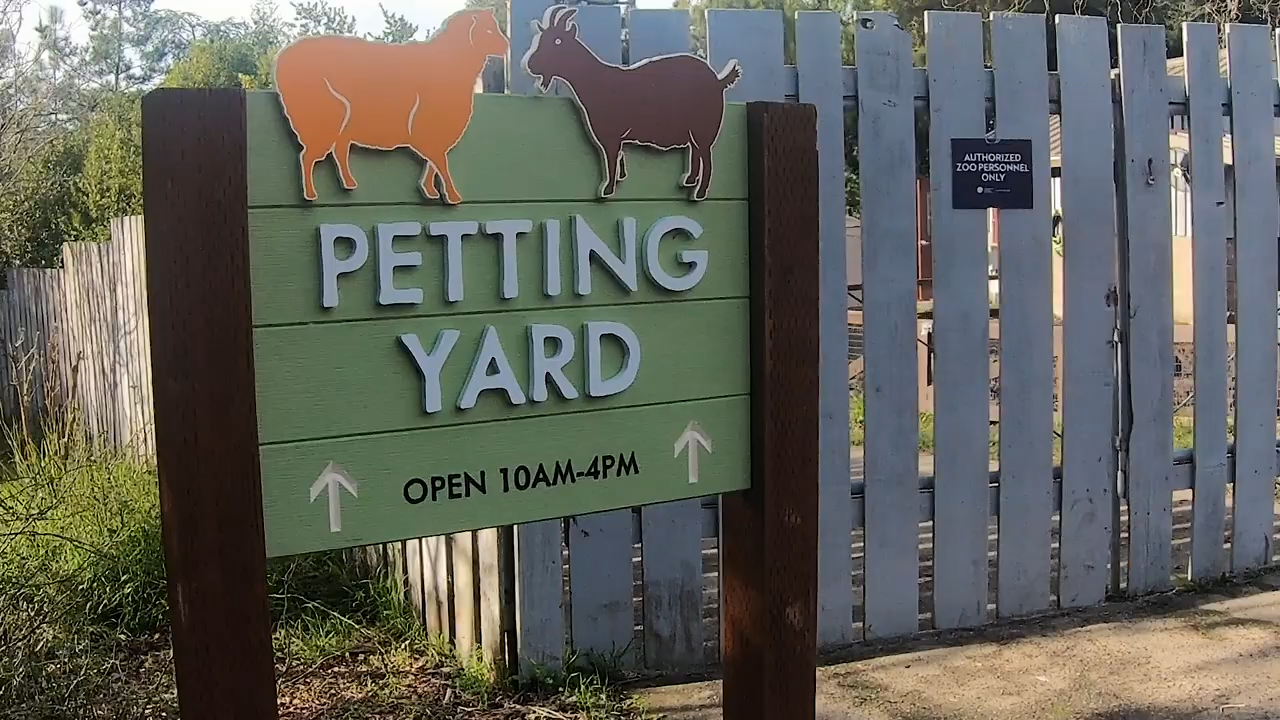 PETTING
YARD
OPEN 10AM-4PM
AUTHORIZED
ZOO PERSONNEL
ONLY